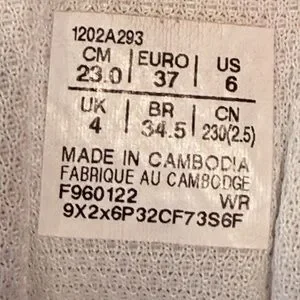 1202A293
CM EURO US
23.0 37 6
UK BR CN
4 34.5 230(2.5)
MADE IN CAMBODIA
FABRIQUE AU CAMBODGE
F960122 WR
9X2x6P32CF73S6F